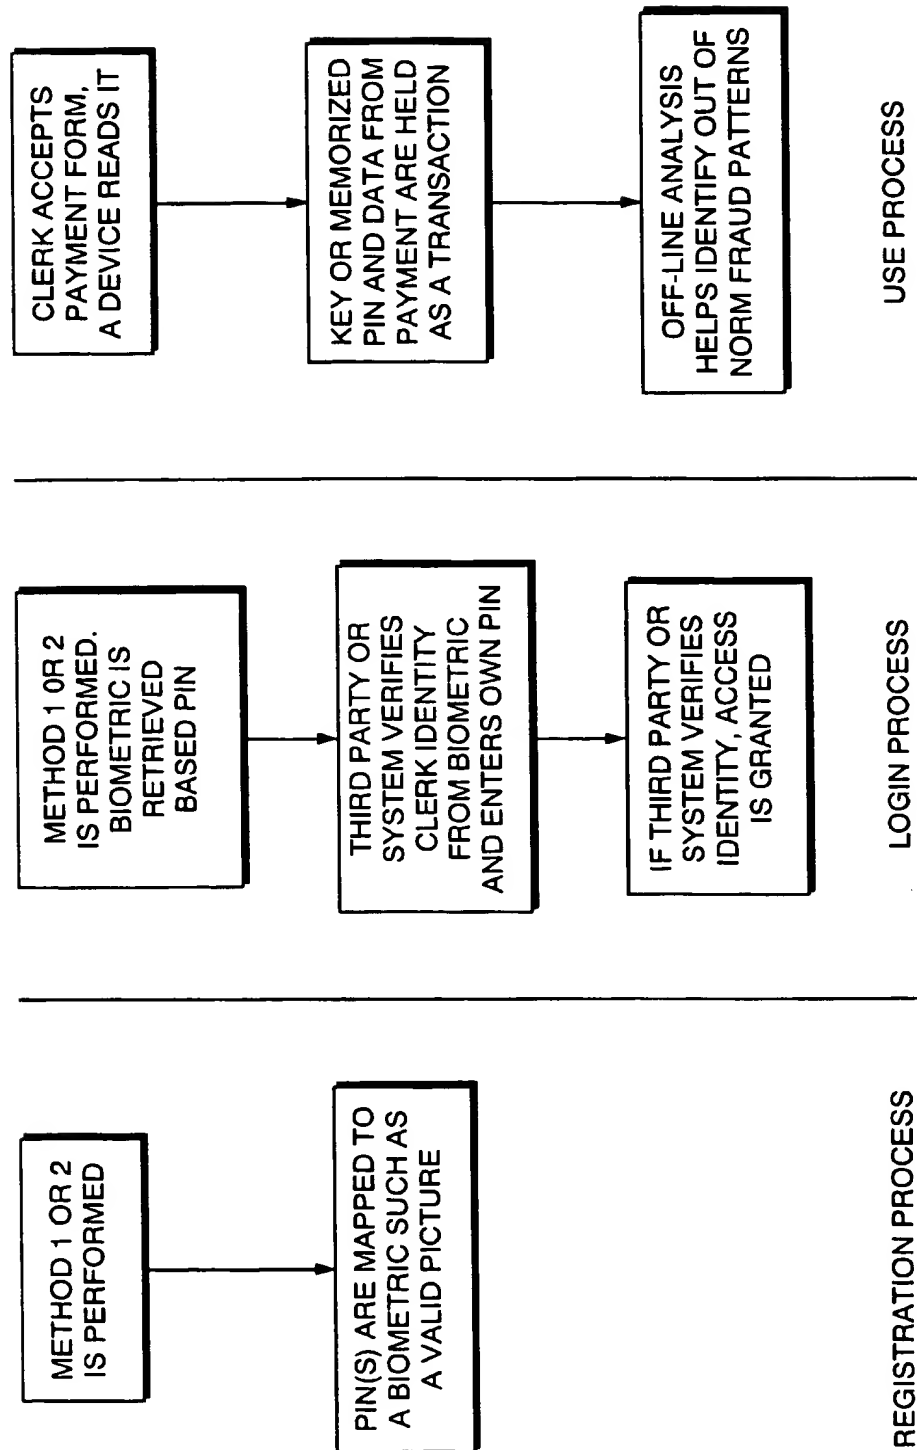 METHOD 1 OR 2
IS PERFORMED
PIN(S) ARE MAPPED TO
A BIOMETRIC SUCH AS
A VALID PICTURE
REGISTRATION PROCESS
METHOD 1 OR 2
IS PERFORMED.
BIOMETRIC IS
RETRIEVED
BASED PIN
THIRD PARTY OR
SYSTEM VERIFIES
CLERK IDENTITY
FROM BIOMETRIC
AND ENTERS OWN PIN
IF THIRD PARTY OR
SYSTEM VERIFIES
IDENTITY, ACCESS
IS GRANTED
LOGIN PROCESS
CLERK ACCEPTS
PAYMENT FORM,
A DEVICE READS IT
KEY OR MEMORIZED
PIN AND DATA FROM
PAYMENT ARE HELD
AS A TRANSACTION
OFF-LINE ANALYSIS
HELPS IDENTIFY OUT OF
NORM FRAUD PATTERNS
USE PROCESS